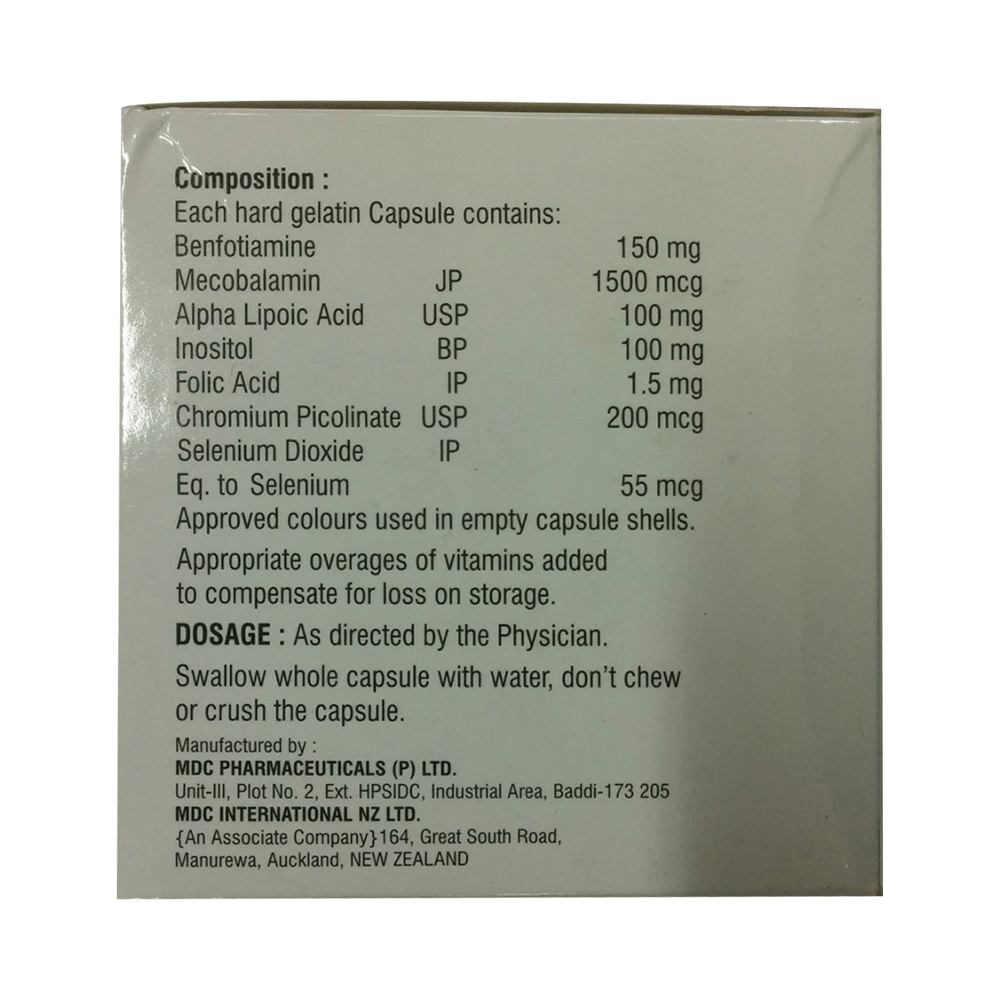 Composition :
Each hard gelatin Capsule contains:
Benfotiamine 150 mg
Mecobalamin JP 1500 mcg
Alpha Lipoic Acid USP 100 mg
Inositol BP 100 mg
Folic Acid IP 1.5 mg
Chromium Picolinate USP 200 mcg
Selenium Dioxide IP
Eq. to Selenium 55 mcg
Approved colours used in empty capsule shells.
Appropriate overages of vitamins added
to compensate for loss on storage.
DOSAGE : As directed by the Physician.
Swallow whole capsule with water, don't chew
or crush the capsule.
Manufactured by :
MDC PHARMACEUTICALS (P) LTD.
Unit-III, Plot No. 2, Ext. HPSIDC, Industrial Area, Baddi-173 205
MDC INTERNATIONAL NZ LTD.
{An Associate Company}164, Great South Road,
Manurewa, Auckland, NEW ZEALAND